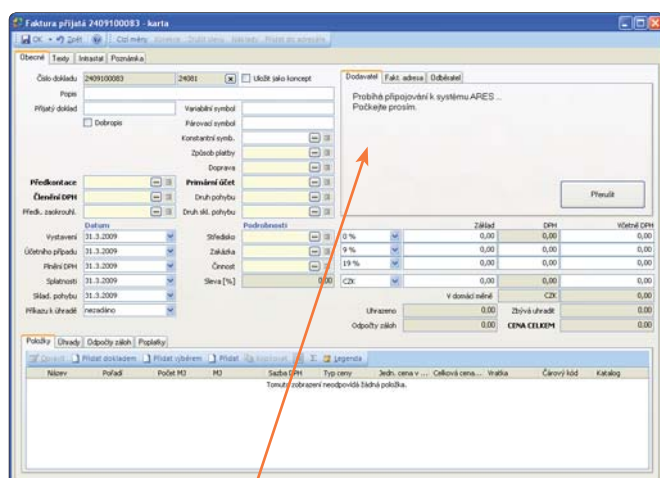 Faktura přijatá 2409100083 - karta
OK Zpět Cizí měny
Obecné Texty Intrastat Poznámka
Číslo dokladu 2409100083 24081 Uložit jako koncept
Popis
Přijatý doklad Variabilní symbol
Dobropis Párovací symbol
Konstantní symb.
Způsob platby
Doprava
Předkontace Primární účet
Členění DPH Druh pohybu
Předk. zaokrouhl. Druh skl. pohybu
Dodavatel Fakt. adresa Odběratel
Probíhá připojování k systému ARES ...
Počkejte prosím.
Přerušit
Datum Podrobnosti
Vystavení 31.3.2009 Středisko
Účetního případu 31.3.2009 Zakázka
Plnění DPH 31.3.2009 Činnost
Splatnosti 31.3.2009 Sleva [%] 0,00
Sklad. pohybu 31.3.2009
Příkazu k úhradě nezadáno
Základ DPH Včetně DPH
0 % 0,00 0,00 0,00
9 % 0,00 0,00 0,00
19 % 0,00 0,00 0,00
CZK 0,00 0,00 0,00
V domácí měně CZK 0,00
Uhrazeno 0,00 Zbývá uhradit 0,00
Odpočty záloh 0,00 CENA CELKEM 0,00
Položky Úhrady Odpočty záloh Poplatky
Opravit Přidat dokladem Přidat výběrem Přidat Kopírovat Σ Legenda
Název Pořadí Počet MJ MJ Sazba DPH Typ ceny Jedn. cena v ... Celková cena... Vratka Čárový kód Katalog
Tomuto zobrazení neodpovídá žádná položka.